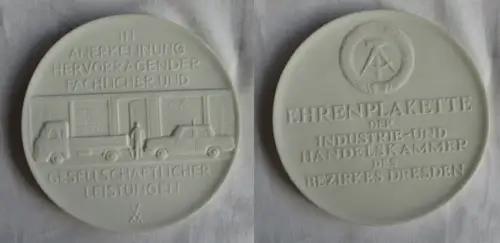 IN
ANERKENNUNG
HERVORRAGENDER
FACHLICHER UND
GESELLSCHAFTLICHER
LEISTUNGEN
EHRENPLAKETTE
DER
INDUSTRIE-UND
HANDELSKAMMER
DES
BEZIRKES DRESDEN